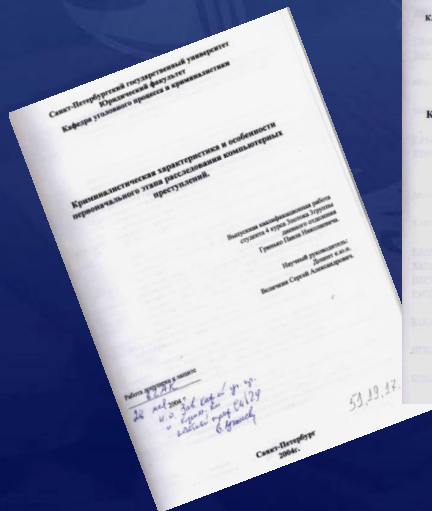 Санкт-Петербургский государственный университет
Юридический факультет
Кафедра уголовного процесса и криминалистики
Криминалистическая характеристика и особенности
первоначального этапа расследования компьютерных
преступлений.
Выпускная квалификационная работа
студента 4 курса 3группы
дневного отделения
Николаевича.
Научный руководитель:
Доцент к.ю.н.
Величкин Сергей Александрович.
Работа допущена к защите
2004 г.
Санкт-Петербург
2004г.
К
К